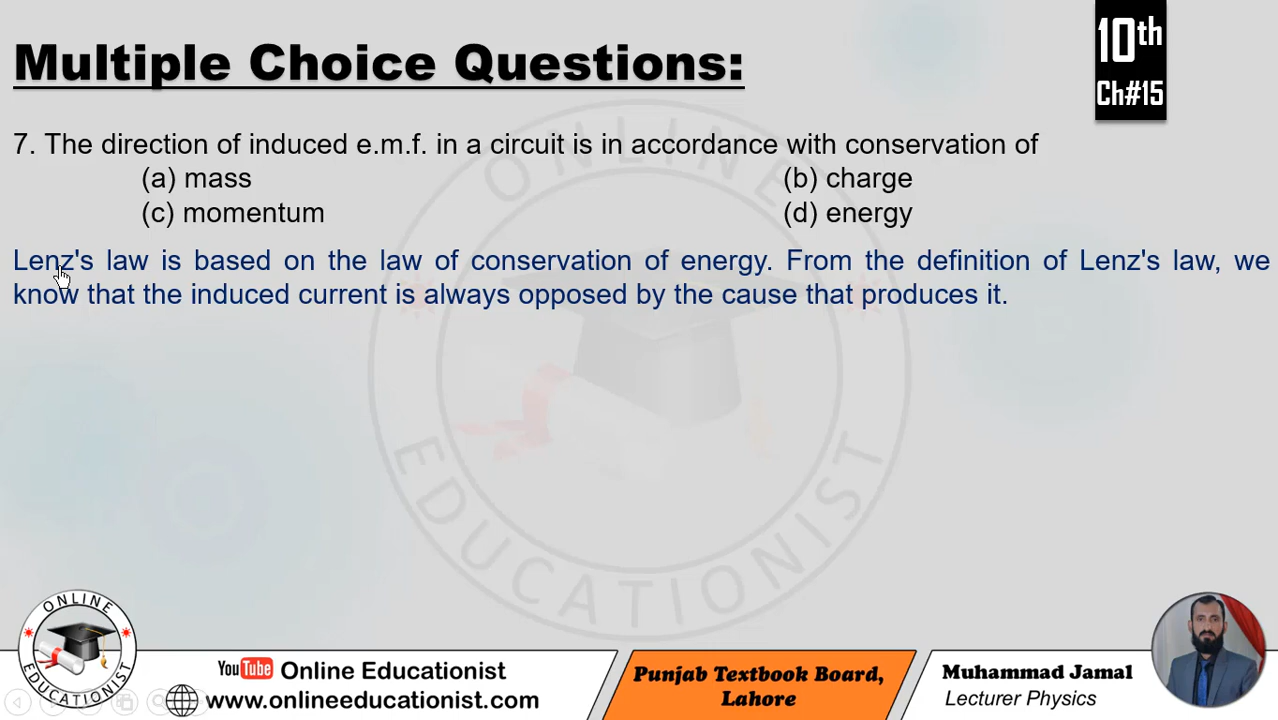 Multiple Choice Questions:
10th
Ch#15
7. The direction of induced e.m.f. in a circuit is in accordance with conservation of
(a) mass (b) charge
(c) momentum (d) energy
Lenz's law is based on the law of conservation of energy. From the definition of Lenz's law, we
know that the induced current is always opposed by the cause that produces it.
ONLINE
EDUCATIONIST
ONLINE
EDUCATIONIST
YouTube Online Educationist
www.onlineeducationist.com
Punjab Textbook Board,
Lahore
Muhammad Jamal
Lecturer Physics